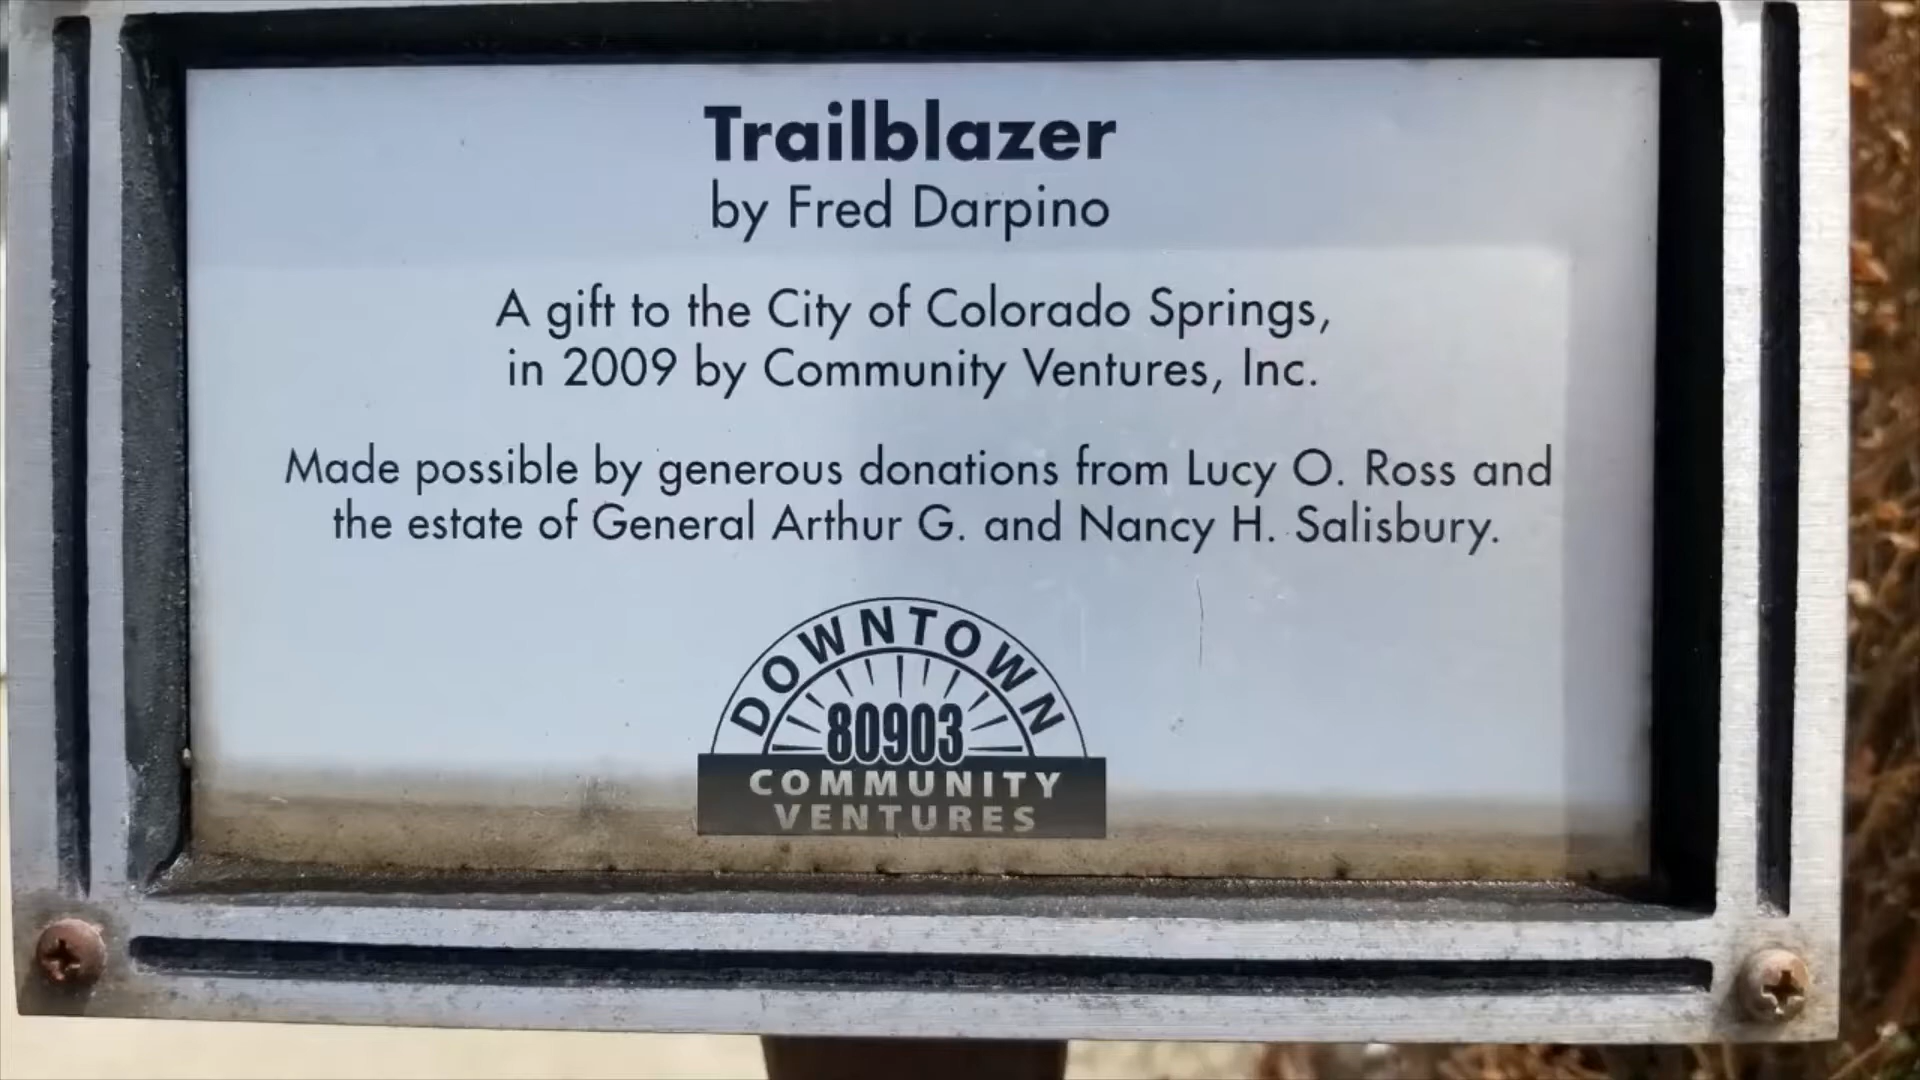 Trailblazer
by Fred Darpino
A gift to the City of Colorado Springs,
in 2009 by Community Ventures, Inc.
Made possible by generous donations from Lucy O. Ross and
the estate of General Arthur G. and Nancy H. Salisbury.
DOWNTOWN
80903
COMMUNITY
VENTURES